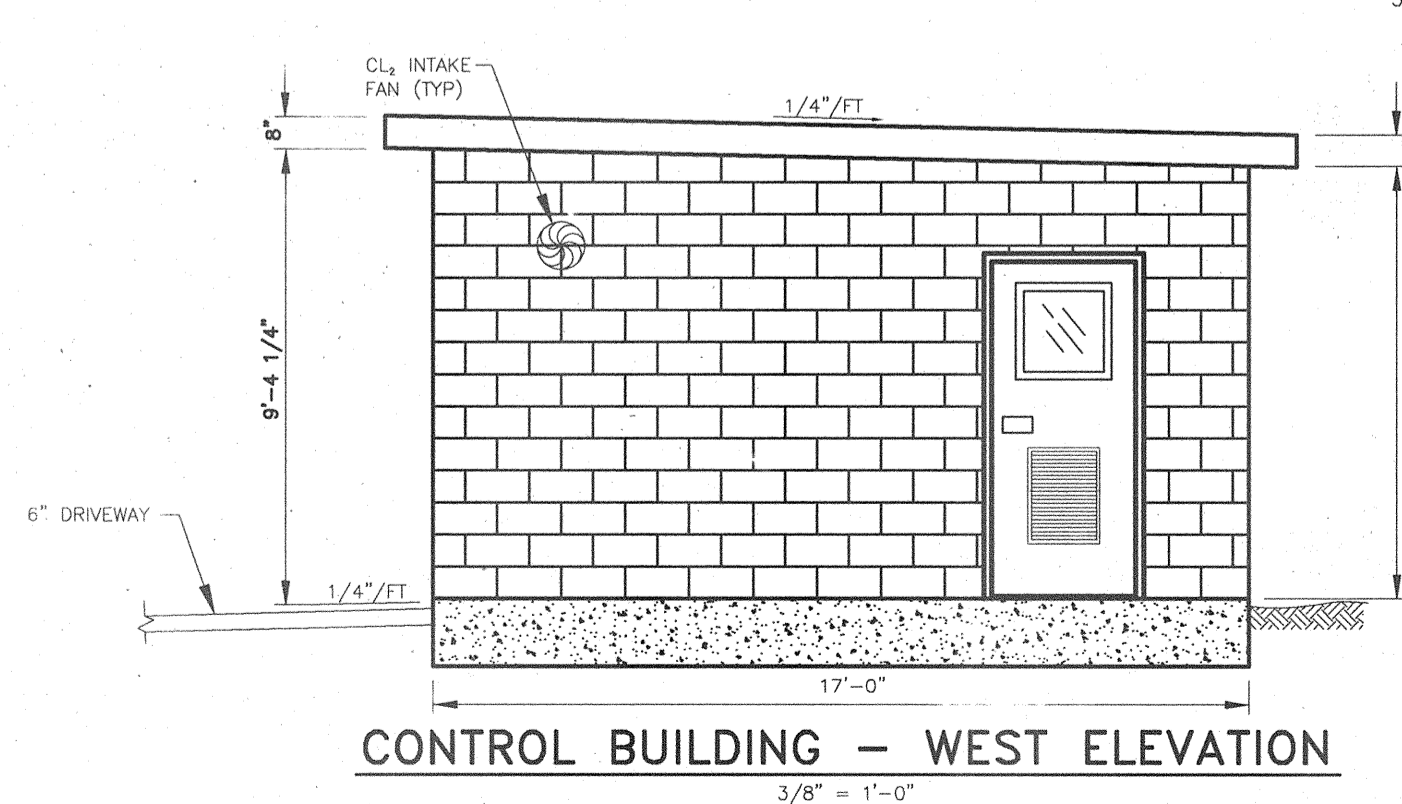 CL₂ INTAKE
FAN (TYP)
1/4"/FT
8"
9'-4 1/4"
6" DRIVEWAY
1/4"/FT
17'-0"
CONTROL BUILDING – WEST ELEVATION
3/8" = 1'-0"